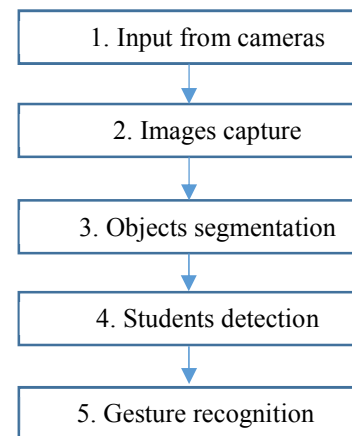 1. Input from cameras
2. Images capture
3. Objects segmentation
4. Students detection
5. Gesture recognition